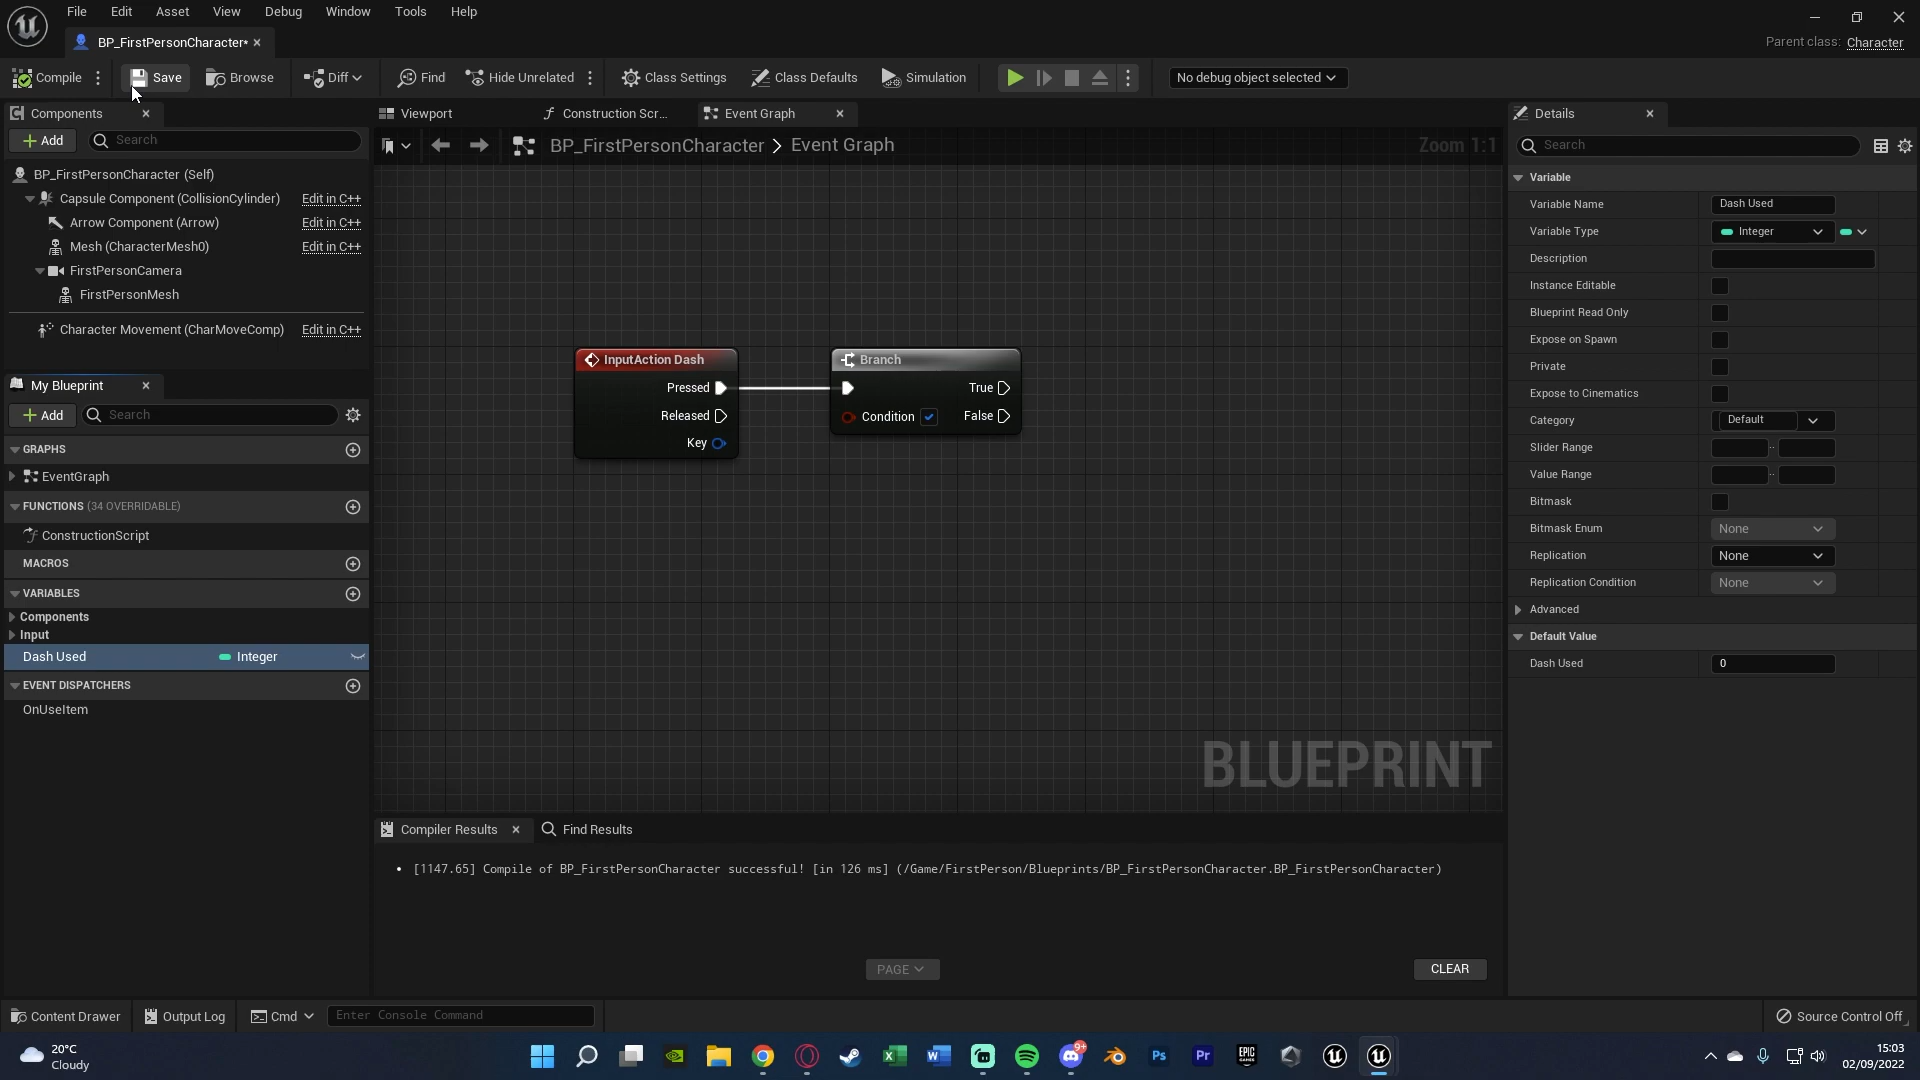 File Edit Asset View Debug Window Tools Help
BP_FirstPersonCharacter*
Parent class: Character
Compile Save Browse Diff Find Hide Unrelated Class Settings Class Defaults Simulation No debug object selected
Components
Add Search
BP_FirstPersonCharacter (Self)
Capsule Component (CollisionCylinder) Edit in C++
Arrow Component (Arrow) Edit in C++
Mesh (CharacterMesh0) Edit in C++
FirstPersonCamera
FirstPersonMesh
Character Movement (CharMoveComp) Edit in C++
My Blueprint
Add Search
GRAPHS
EventGraph
FUNCTIONS (34 OVERRIDABLE)
ConstructionScript
MACROS
VARIABLES
Components
Input
Dash Used Integer
EVENT DISPATCHERS
OnUseItem
Viewport Construction Scr... Event Graph
BP_FirstPersonCharacter > Event Graph Zoom 1:1
InputAction Dash
Pressed
Released
Key
Branch
True
Condition False
BLUEPRINT
Compiler Results Find Results
• [1147.65] Compile of BP_FirstPersonCharacter successful! [in 126 ms] (/Game/FirstPerson/Blueprints/BP_FirstPersonCharacter.BP_FirstPersonCharacter)
PAGE CLEAR
Details
Search
Variable
Variable Name Dash Used
Variable Type Integer
Description
Instance Editable
Blueprint Read Only
Expose on Spawn
Private
Expose to Cinematics
Category Default
Slider Range
Value Range
Bitmask
Bitmask Enum None
Replication None
Replication Condition None
Advanced
Default Value
Dash Used 0
Content Drawer Output Log Cmd Enter Console Command Source Control Off
20°C
Cloudy
X W 9+ Ps Pr EPIC GAMES
15:03
02/09/2022